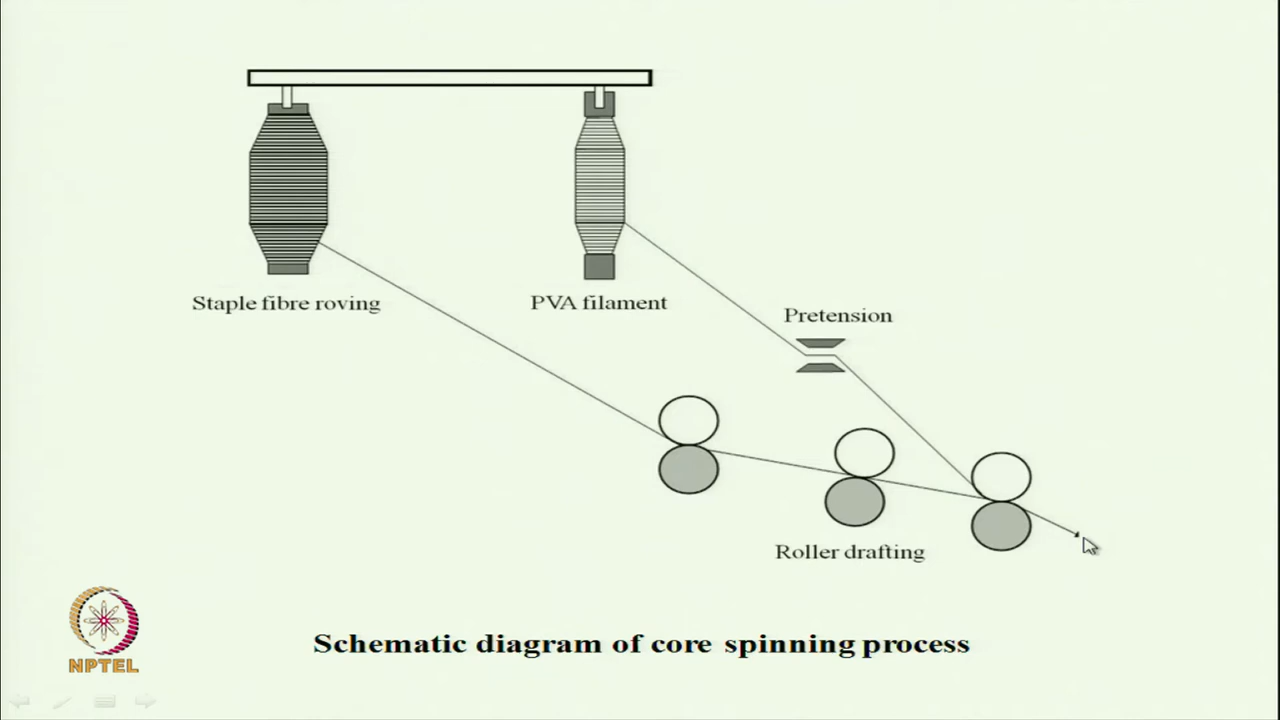 Staple fibre roving
PVA filament
Pretension
Roller drafting
Schematic diagram of core spinning process
NPTEL